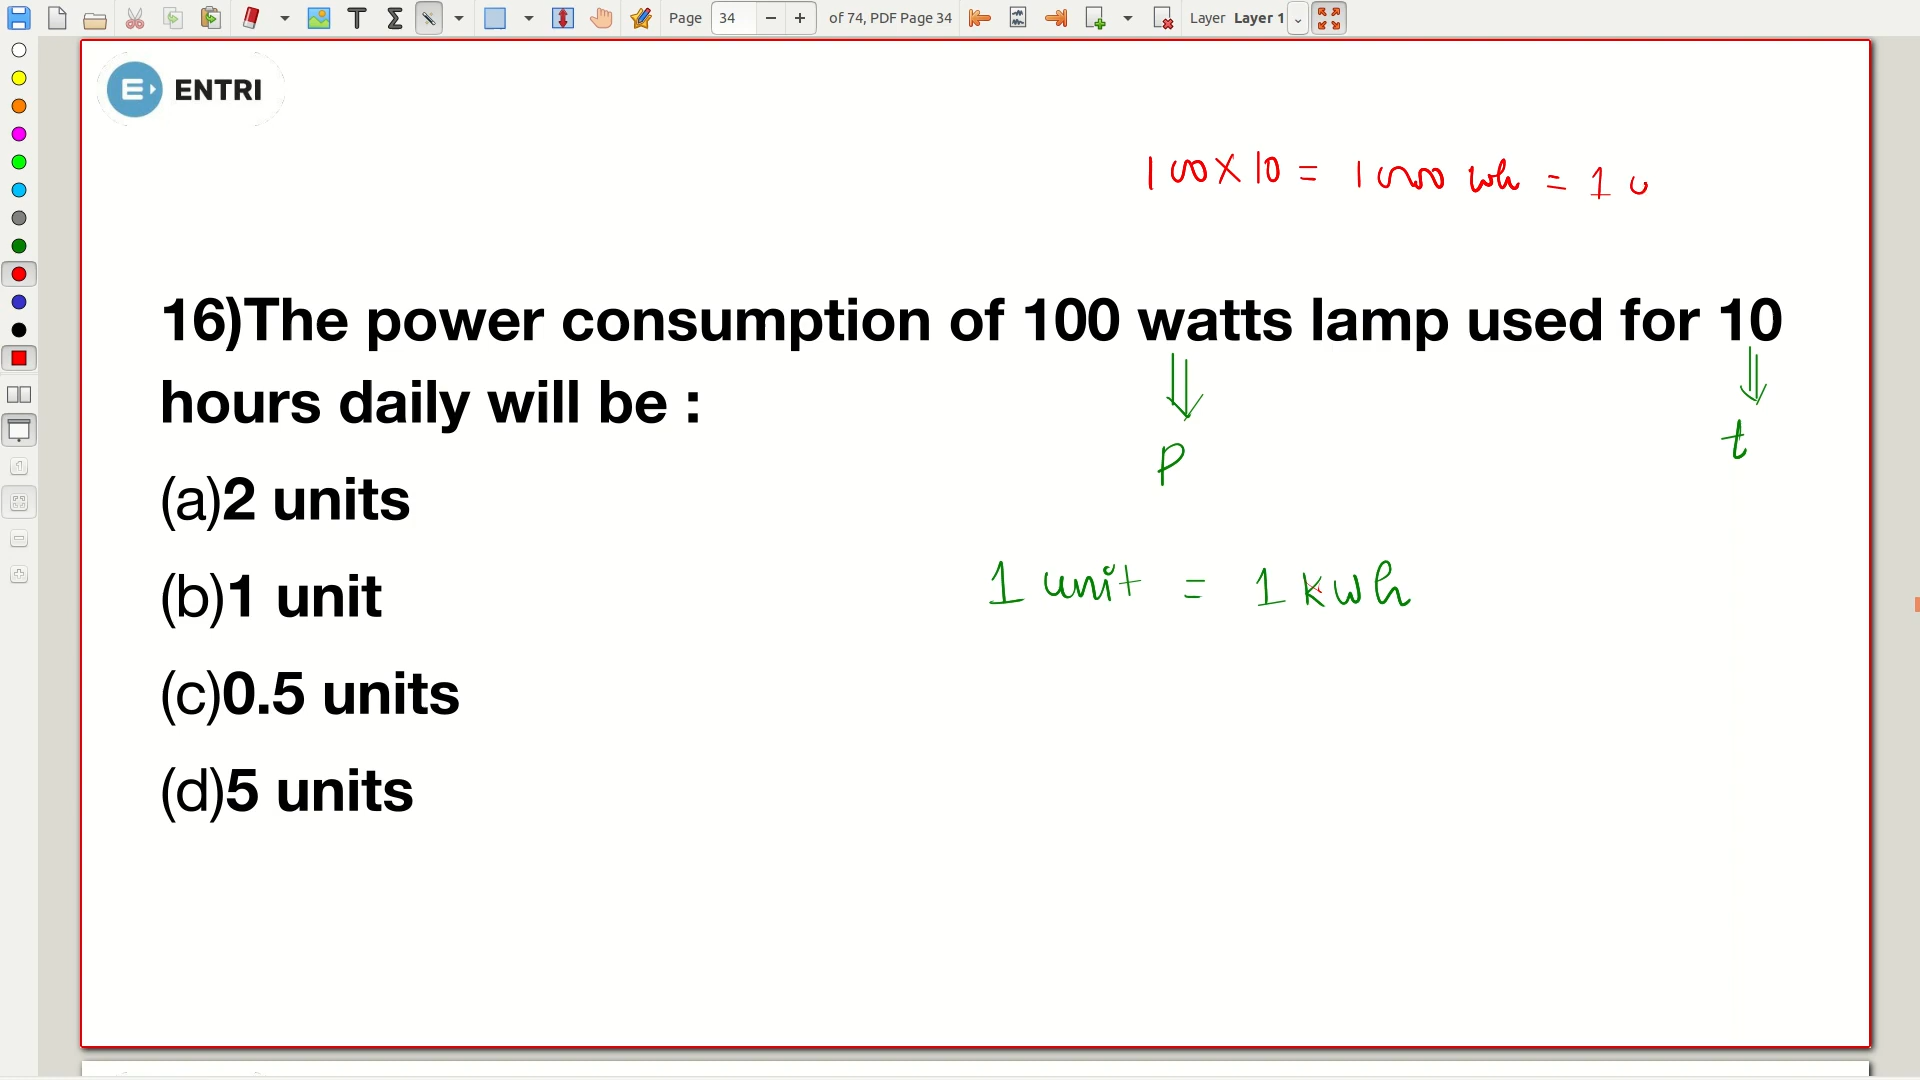 Page 34 of 74, PDF Page 34 Layer Layer 1
ENTRI
100 X 10 = 1000 wh = 1 u
16)The power consumption of 100 watts lamp used for 10
hours daily will be :
P
t
(a)2 units
(b)1 unit
1 unit = 1 kwh
(c)0.5 units
(d)5 units